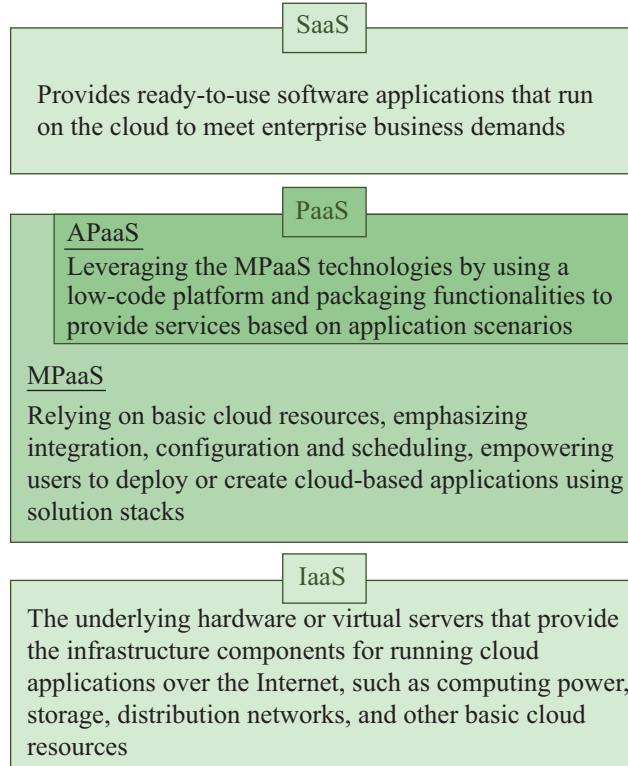 SaaS
Provides ready-to-use software applications that run
on the cloud to meet enterprise business demands
PaaS
APaaS
Leveraging the MPaaS technologies by using a
low-code platform and packaging functionalities to
provide services based on application scenarios
MPaaS
Relying on basic cloud resources, emphasizing
integration, configuration and scheduling, empowering
users to deploy or create cloud-based applications using
solution stacks
IaaS
The underlying hardware or virtual servers that provide
the infrastructure components for running cloud
applications over the Internet, such as computing power,
storage, distribution networks, and other basic cloud
resources